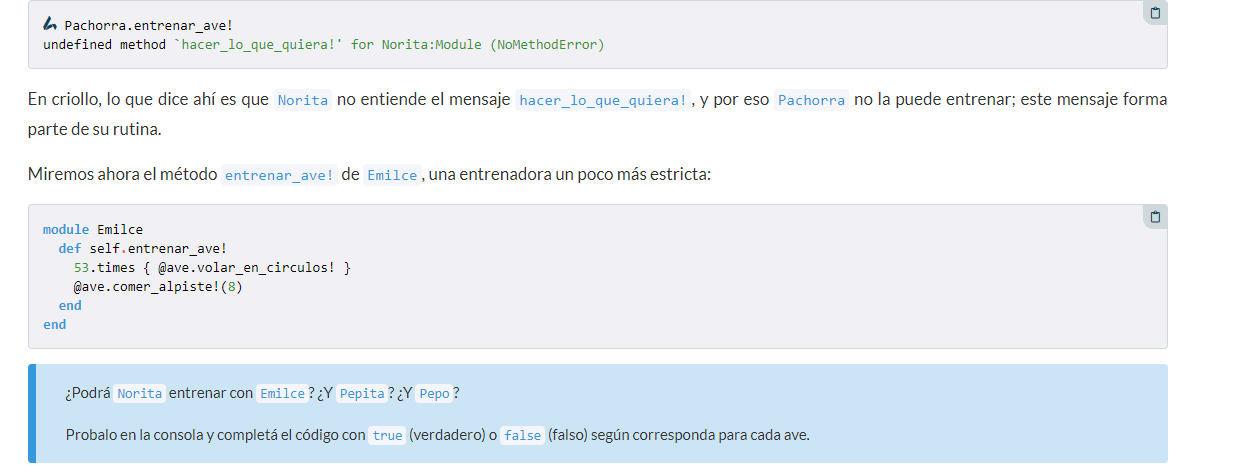 Pachorra.entrenar_ave!
undefined method `hacer_lo_que_quiera!' for Norita:Module (NoMethodError)
En criollo, lo que dice ahí es que Norita no entiende el mensaje hacer_lo_que_quiera!, y por eso Pachorra no la puede entrenar; este mensaje forma
parte de su rutina.
Miremos ahora el método entrenar_ave! de Emilce, una entrenadora un poco más estricta:
module Emilce
  def self.entrenar_ave!
    53.times { @ave.volar_en_circulos! }
    @ave.comer_alpiste!(8)
  end
end
¿Podrá Norita entrenar con Emilce? ¿Y Pepita? ¿Y Pepo?
Probalo en la consola y completá el código con true (verdadero) o false (falso) según corresponda para cada ave.